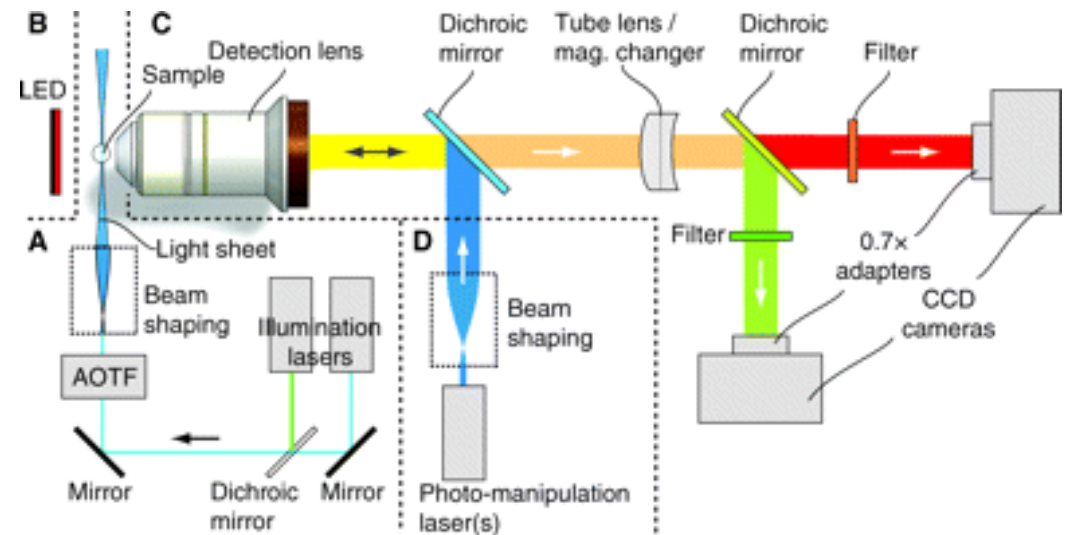 B
C
LED
Sample
Detection lens
Dichroic
mirror
Tube lens /
mag. changer
Dichroic
mirror
Filter
A
Light sheet
Beam
shaping
AOTF
Illumination
lasers
Mirror
Dichroic
mirror
Mirror
D
Beam
shaping
Photo-manipulation
laser(s)
Filter
0.7×
adapters
CCD
cameras